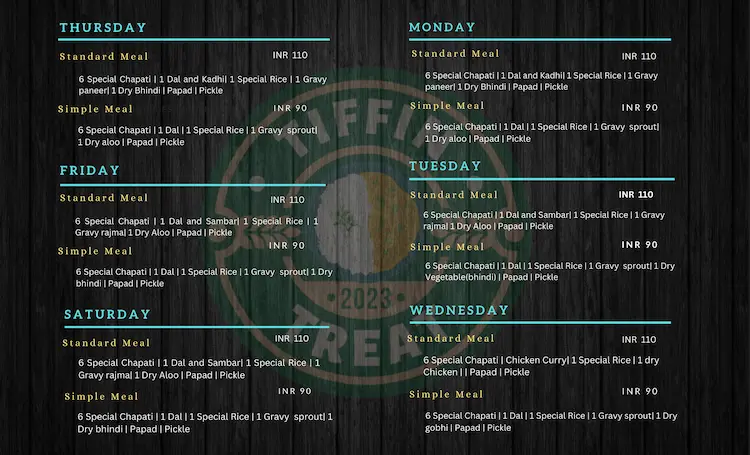 THURSDAY
Standard Meal INR 110
6 Special Chapati | 1 Dal and Kadhi| 1 Special Rice | 1 Gravy
paneer| 1 Dry Bhindi | Papad | Pickle
Simple Meal INR 90
6 Special Chapati | 1 Dal | 1 Special Rice | 1 Gravy sprout|
1 Dry aloo | Papad | Pickle
FRIDAY
Standard Meal INR 110
6 Special Chapati | 1 Dal and Sambar| 1 Special Rice | 1
Gravy rajma| 1 Dry Aloo | Papad | Pickle
Simple Meal INR 90
6 Special Chapati | 1 Dal | 1 Special Rice | 1 Gravy sprout| 1 Dry
bhindi | Papad | Pickle
SATURDAY
Standard Meal INR 110
6 Special Chapati | 1 Dal and Sambar| 1 Special Rice | 1
Gravy rajma| 1 Dry Aloo | Papad | Pickle
Simple Meal INR 90
6 Special Chapati | 1 Dal | 1 Special Rice | 1 Gravy sprout| 1
Dry bhindi | Papad | Pickle
MONDAY
Standard Meal INR 110
6 Special Chapati | 1 Dal and Kadhi| 1 Special Rice | 1 Gravy
paneer| 1 Dry Bhindi | Papad | Pickle
Simple Meal INR 90
6 Special Chapati | 1 Dal | 1 Special Rice | 1 Gravy sprout|
1 Dry aloo | Papad | Pickle
TUESDAY
Standard Meal INR 110
6 Special Chapati | 1 Dal and Sambar| 1 Special Rice | 1 Gravy
rajma| 1 Dry Aloo | Papad | Pickle
Simple Meal INR 90
6 Special Chapati | 1 Dal | 1 Special Rice | 1 Gravy sprout| 1 Dry
Vegetable(bhindi) | Papad | Pickle
WEDNESDAY
Standard Meal INR 110
6 Special Chapati | Chicken Curry| 1 Special Rice | 1 dry
Chicken | | Papad | Pickle
Simple Meal INR 90
6 Special Chapati | 1 Dal | 1 Special Rice | 1 Gravy sprout| 1 Dry
gobhi | Papad | Pickle
TIFFIN
2023